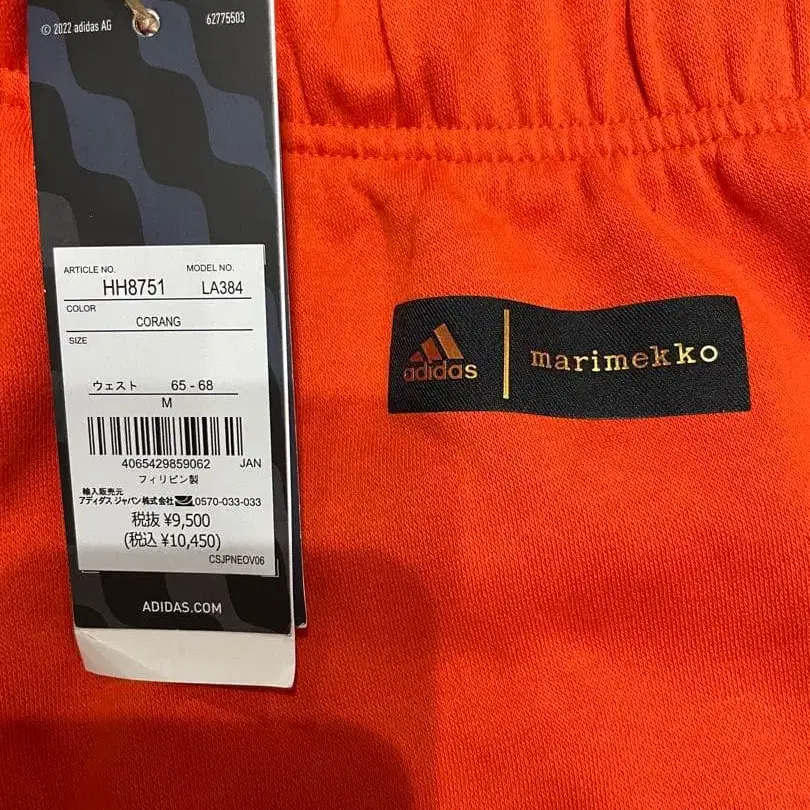 © 2022 adidas AG
62775503
ARTICLE NO.
MODEL NO.
HH8751
LA384
COLOR
CORANG
SIZE
ウェスト 65 - 68
M
4065429859062 JAN
フィリピン製
輸入販売元
アディダス ジャパン株式会社 0570-033-033
税抜 ¥9,500
(税込 ¥10,450)
CSJPNEOV06
ADIDAS.COM
adidas
marimekko